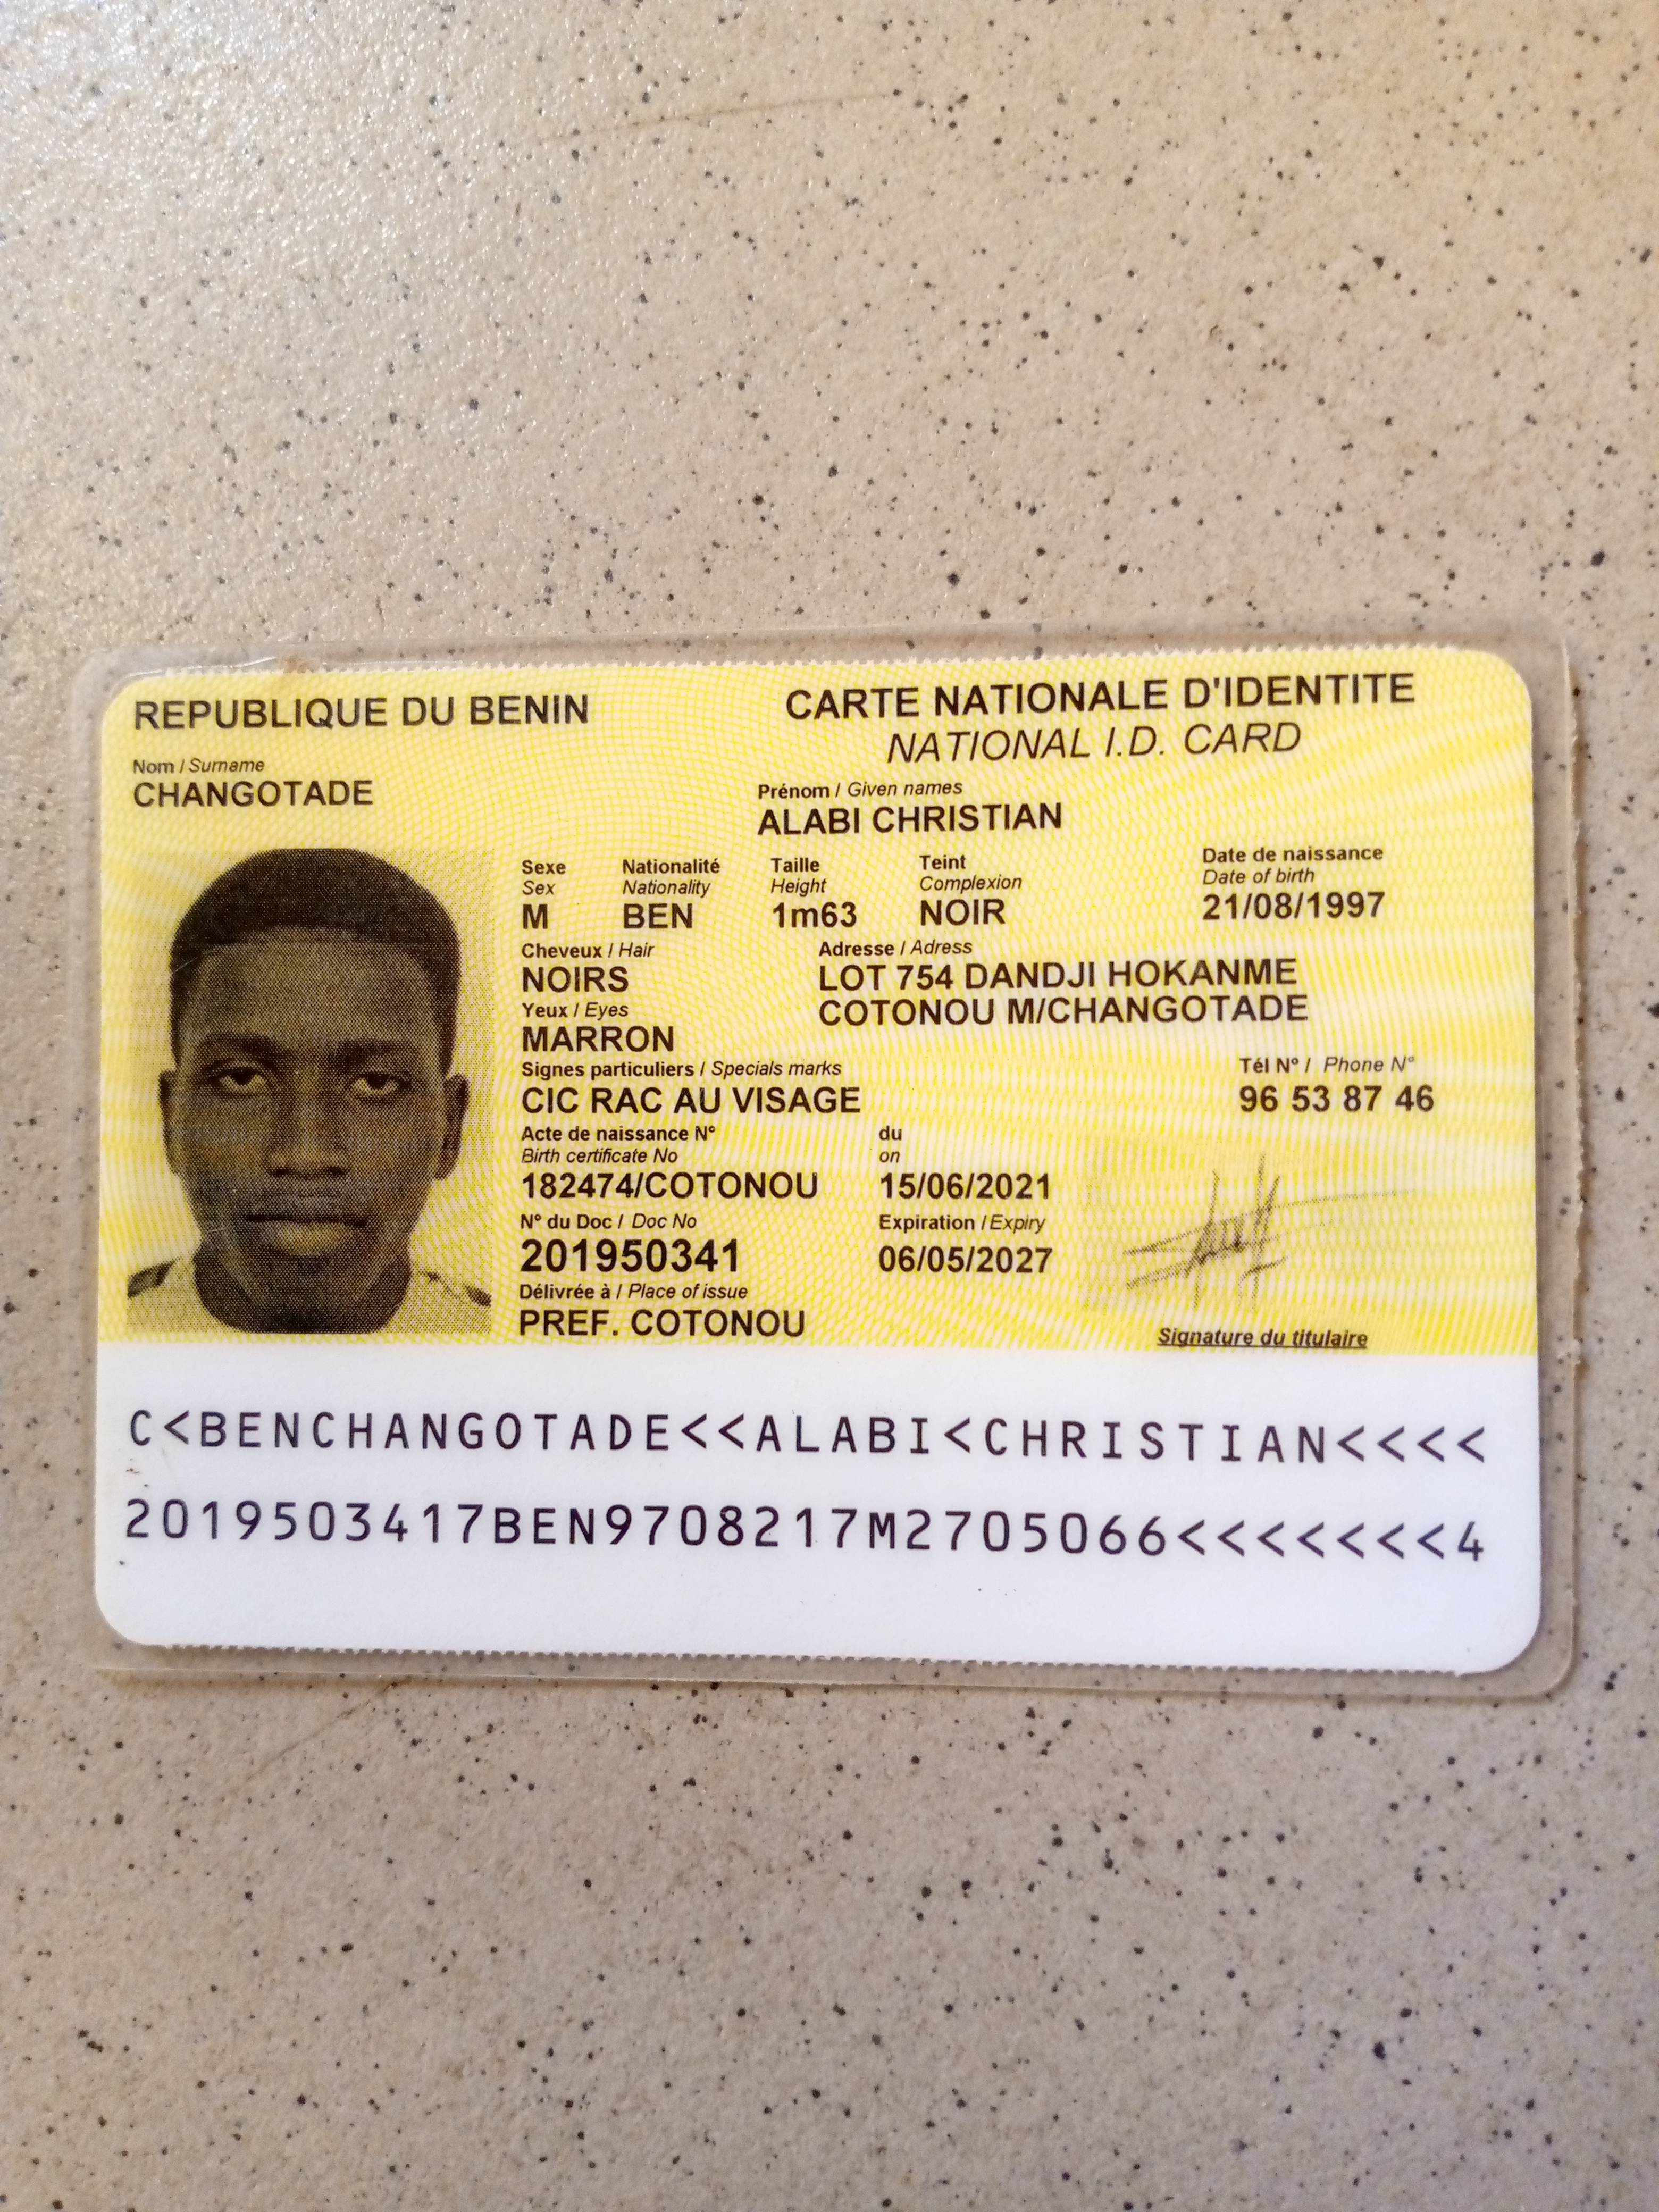 REPUBLIQUE DU BENIN
CARTE NATIONALE D'IDENTITE
NATIONAL I.D. CARD
Nom / Surname
CHANGOTADE
Prénom / Given names
ALABI CHRISTIAN
Sexe Nationalité Taille Teint Date de naissance
Sex Nationality Height Complexion Date of birth
M BEN 1m63 NOIR 21/08/1997
Cheveux / Hair Adresse / Adress
NOIRS LOT 754 DANDJI HOKANME
Yeux / Eyes COTONOU M/CHANGOTADE
MARRON
Signes particuliers / Specials marks Tél N° / Phone N°
CIC RAC AU VISAGE 96 53 87 46
Acte de naissance N° du
Birth certificate No on
182474/COTONOU 15/06/2021
N° du Doc / Doc No Expiration / Expiry
201950341 06/05/2027
Délivrée à / Place of issue
PREF. COTONOU
Signature du titulaire
C<BENCHANGOTADE<<ALABI<CHRISTIAN<<<<
2019503417BEN9708217M2705066<<<<<<<4